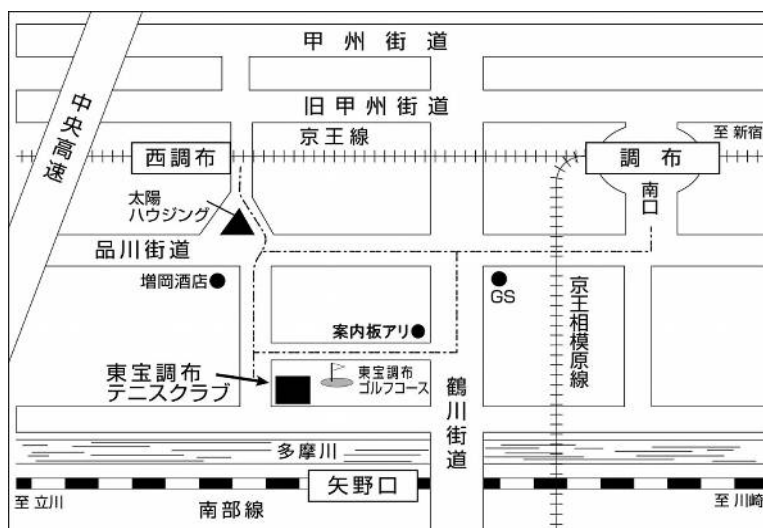 甲州街道
中央高速
旧甲州街道
京王線
至 新宿
西調布
調布
南口
太陽
ハウジング
品川街道
増岡酒店
GS
京王相模原線
案内板アリ
東宝調布
テニスクラブ
東宝調布
ゴルフコース
鶴川街道
多摩川
矢野口
至 立川
南部線
至 川崎